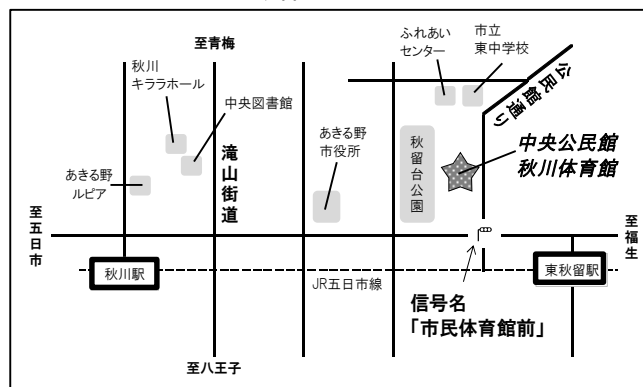 至青梅
秋川
キララホール
中央図書館
あきる野
ルピア
滝山街道
あきる野
市役所
ふれあい
センター
市立
東中学校
公民館通り
秋留台公園
中央公民館
秋川体育館
至五日市
至福生
秋川駅
JR五日市線
東秋留駅
信号名
「市民体育館前」
至八王子